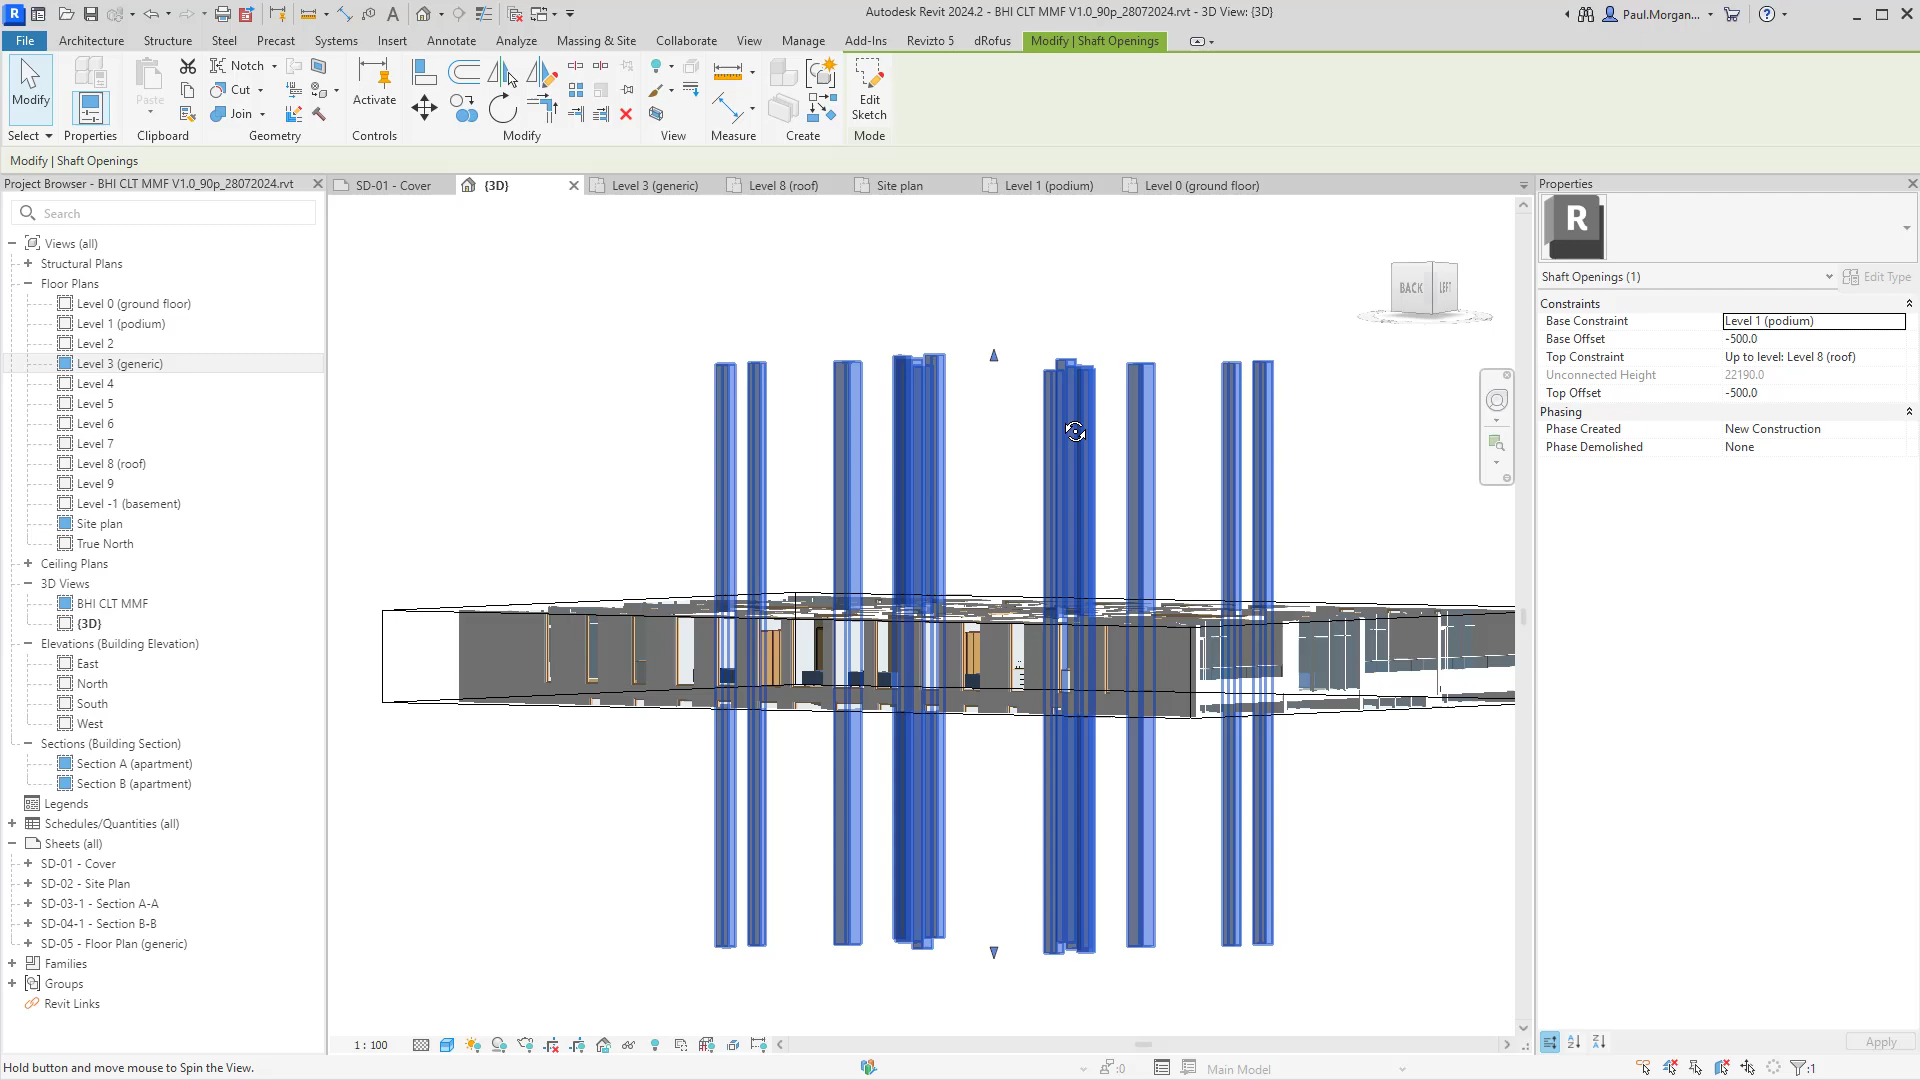 Autodesk Revit 2024.2 - BHI CLT MMF V1.0_90p_28072024.rvt - 3D View: {3D}
Paul.Morgan...
File
Architecture
Structure
Steel
Precast
Systems
Insert
Annotate
Analyze
Massing & Site
Collaborate
View
Manage
Add-Ins
Revizto 5
dRofus
Modify | Shaft Openings
Modify
Paste
Notch
Cut
Join
Activate
Edit
Sketch
Select
Properties
Clipboard
Geometry
Controls
Modify
View
Measure
Create
Mode
Modify | Shaft Openings
Project Browser - BHI CLT MMF V1.0_90p_28072024.rvt
SD-01 - Cover
{3D}
Level 3 (generic)
Level 8 (roof)
Site plan
Level 1 (podium)
Level 0 (ground floor)
Search
Views (all)
Structural Plans
Floor Plans
Level 0 (ground floor)
Level 1 (podium)
Level 2
Level 3 (generic)
Level 4
Level 5
Level 6
Level 7
Level 8 (roof)
Level 9
Level -1 (basement)
Site plan
True North
Ceiling Plans
3D Views
BHI CLT MMF
{3D}
Elevations (Building Elevation)
East
North
South
West
Sections (Building Section)
Section A (apartment)
Section B (apartment)
Legends
Schedules/Quantities (all)
Sheets (all)
SD-01 - Cover
SD-02 - Site Plan
SD-03-1 - Section A-A
SD-04-1 - Section B-B
SD-05 - Floor Plan (generic)
Families
Groups
Revit Links
BACK
LEFT
Properties
R
Shaft Openings (1)
Edit Type
Constraints
Base Constraint
Level 1 (podium)
Base Offset
-500.0
Top Constraint
Up to level: Level 8 (roof)
Unconnected Height
22190.0
Top Offset
-500.0
Phasing
Phase Created
New Construction
Phase Demolished
None
1 : 100
Apply
Hold button and move mouse to Spin the View.
:0
Main Model
:1